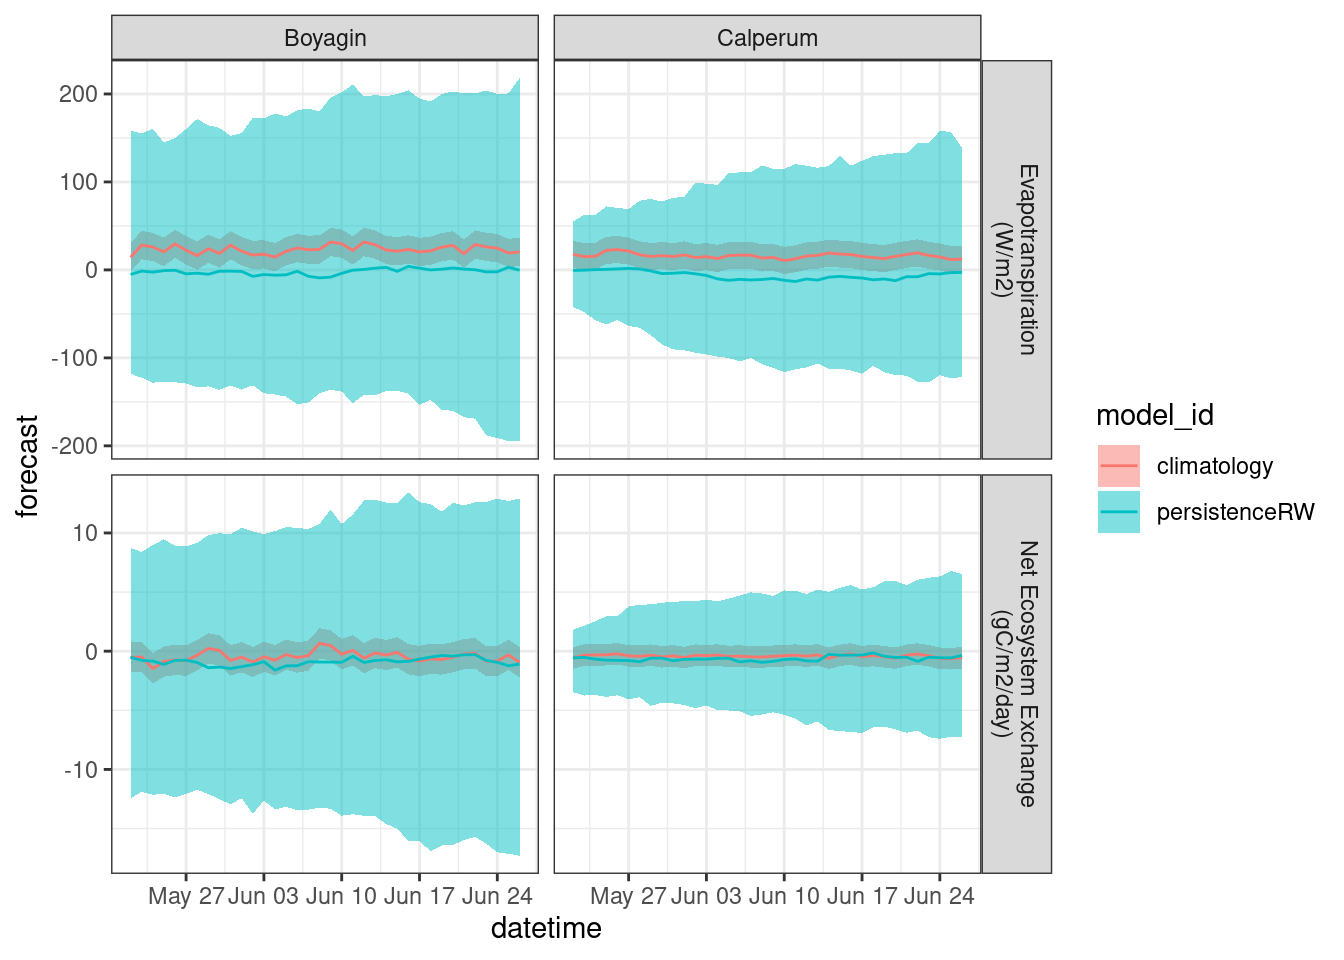 Boyagin
Calperum
200
100
0
-100
-200
Evapotranspiration
(W/m2)
forecast
10
0
-10
Net Ecosystem Exchange
(gC/m2/day)
May 27 Jun 03 Jun 10 Jun 17 Jun 24
May 27 Jun 03 Jun 10 Jun 17 Jun 24
datetime
model_id
climatology
persistenceRW